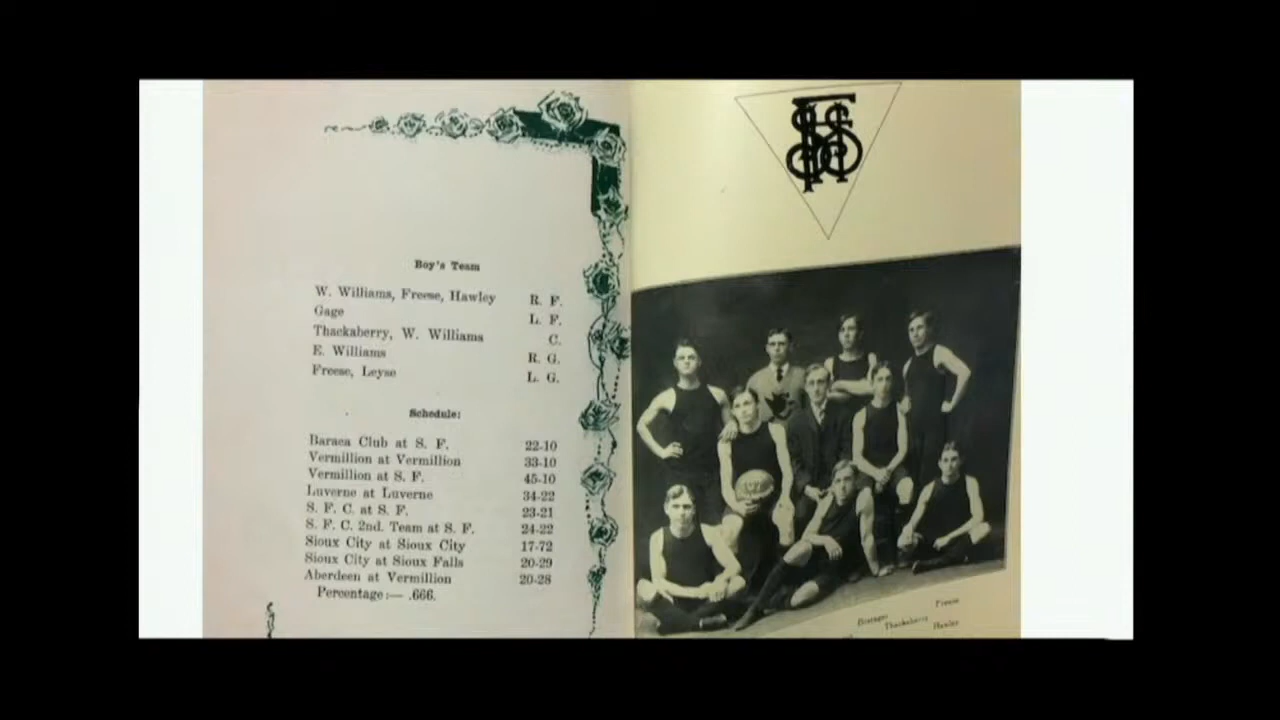 Boy's Team
W. Williams, Freese, Hawley R. F.
Gage L. F.
Thackaberry, W. Williams C.
E. Williams R. G.
Freese, Leyse L. G.
Schedule:
Baraca Club at S. F. 22-10
Vermillion at Vermillion 33-10
Vermillion at S. F. 45-10
Luverne at Luverne 34-22
S. F. C. at S. F. 23-21
S. F. C. 2nd. Team at S. F. 24-22
Sioux City at Sioux City 17-72
Sioux City at Sioux Falls 20-29
Aberdeen at Vermillion 20-28
Percentage:— .666.
Freese
Thackaberry Hawley